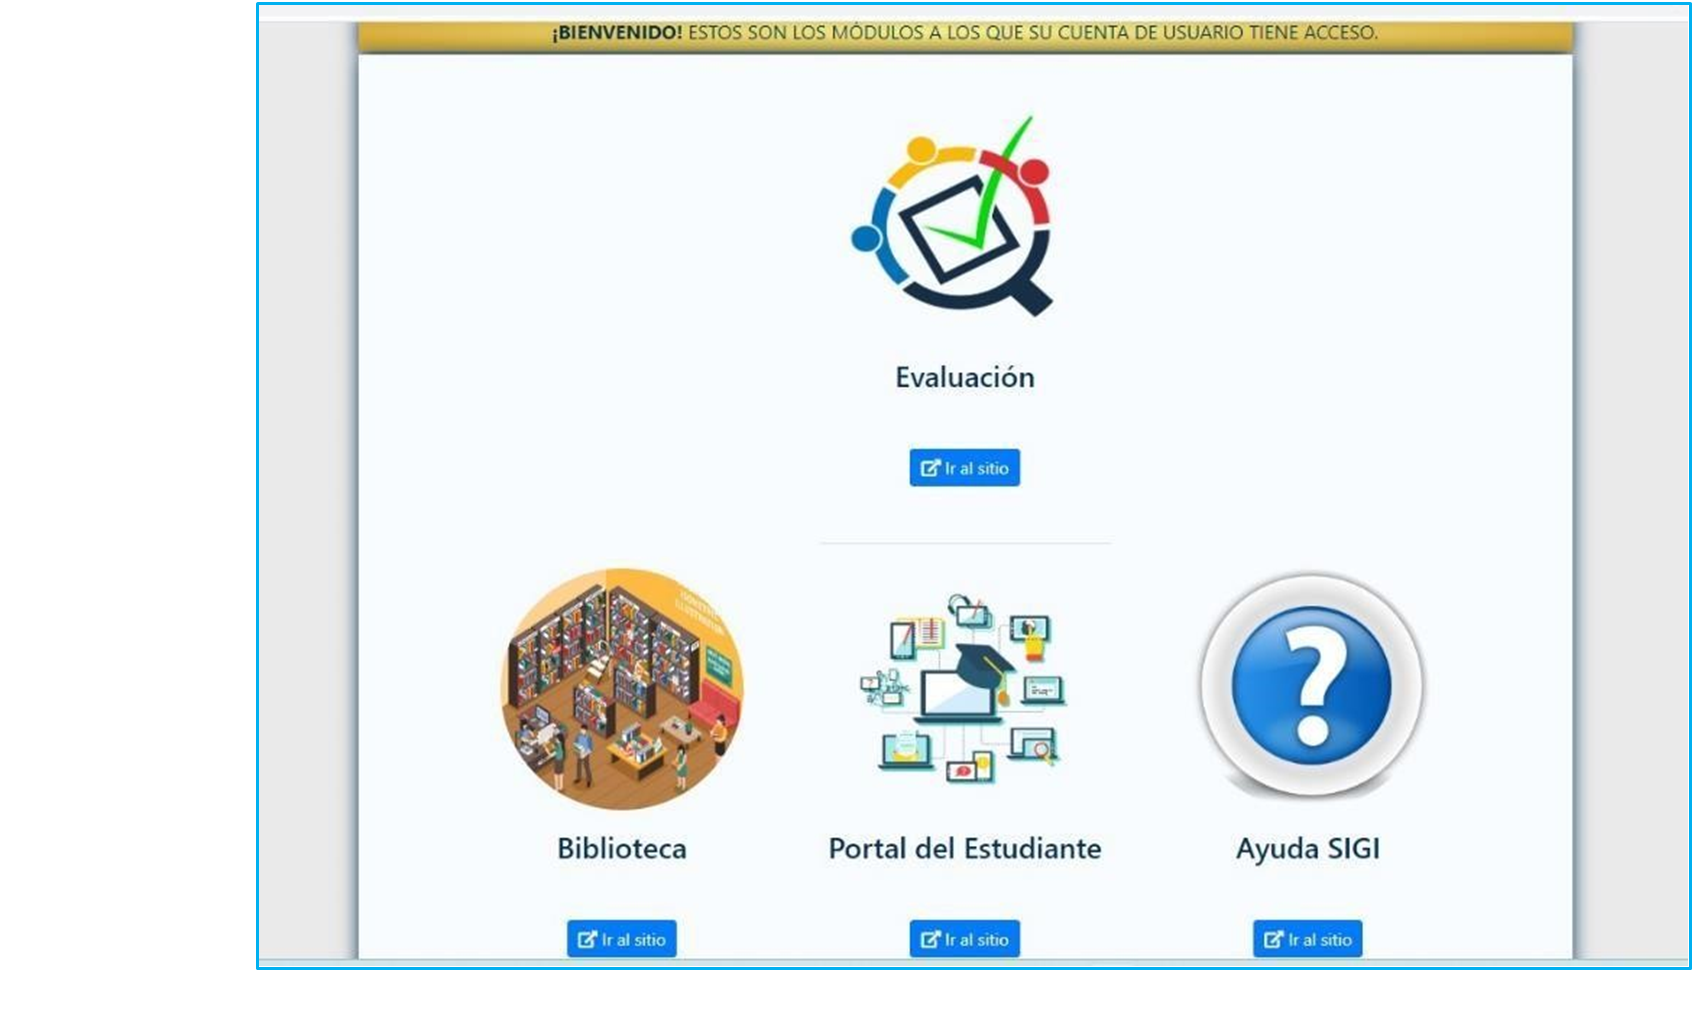 ¡BIENVENIDO! ESTOS SON LOS MÓDULOS A LOS QUE SU CUENTA DE USUARIO TIENE ACCESO.
Evaluación
Ir al sitio
Biblioteca
Portal del Estudiante
Ayuda SIGI
Ir al sitio
Ir al sitio
Ir al sitio